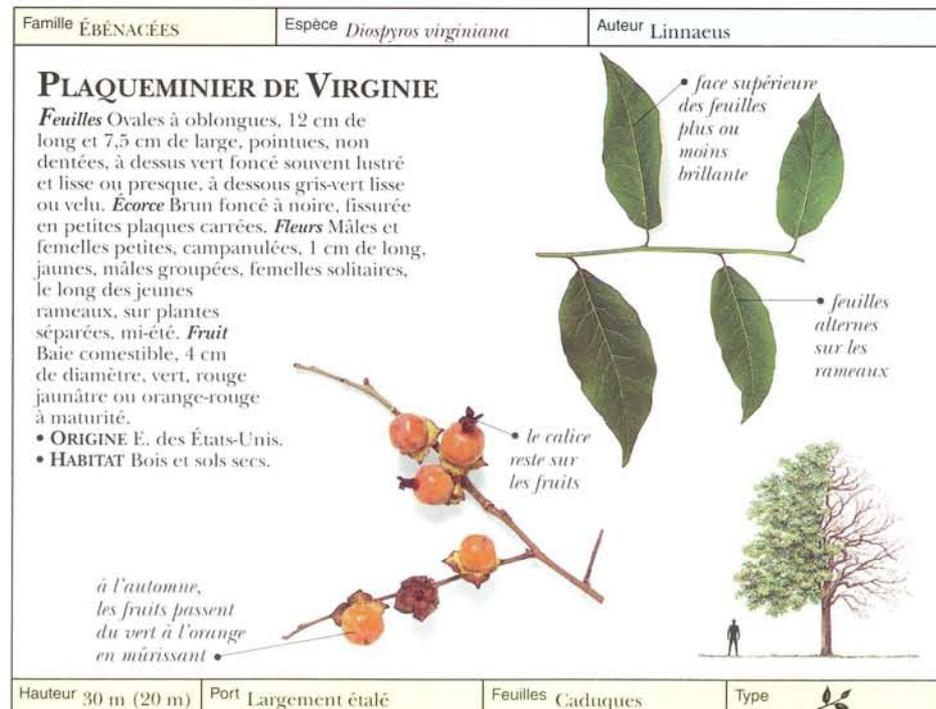 Famille ÉBÉNACÉES
Espèce Diospyros virginiana
Auteur Linnaeus
PLAQUEMINIER DE VIRGINIE
Feuilles Ovales à oblongues, 12 cm de
long et 7,5 cm de large, pointues, non
dentées, à dessus vert foncé souvent lustré
et lisse ou presque, à dessous gris-vert lisse
ou velu. Écorce Brun foncé à noire, fissurée
en petites plaques carrées. Fleurs Mâles et
femelles petites, campanulées, 1 cm de long,
jaunes, mâles groupées, femelles solitaires,
le long des jeunes
rameaux, sur plantes
séparées, mi-été. Fruit
Baie comestible, 4 cm
de diamètre, vert, rouge
jaunâtre ou orange-rouge
à maturité.
• ORIGINE E. des États-Unis.
• HABITAT Bois et sols secs.
face supérieure
des feuilles
plus ou
moins
brillante
feuilles
alternes
sur les
rameaux
le calice
reste sur
les fruits
à l'automne,
les fruits passent
du vert à l'orange
en mûrissant
Hauteur 30 m (20 m)
Port Largement étalé
Feuilles Caduques
Type